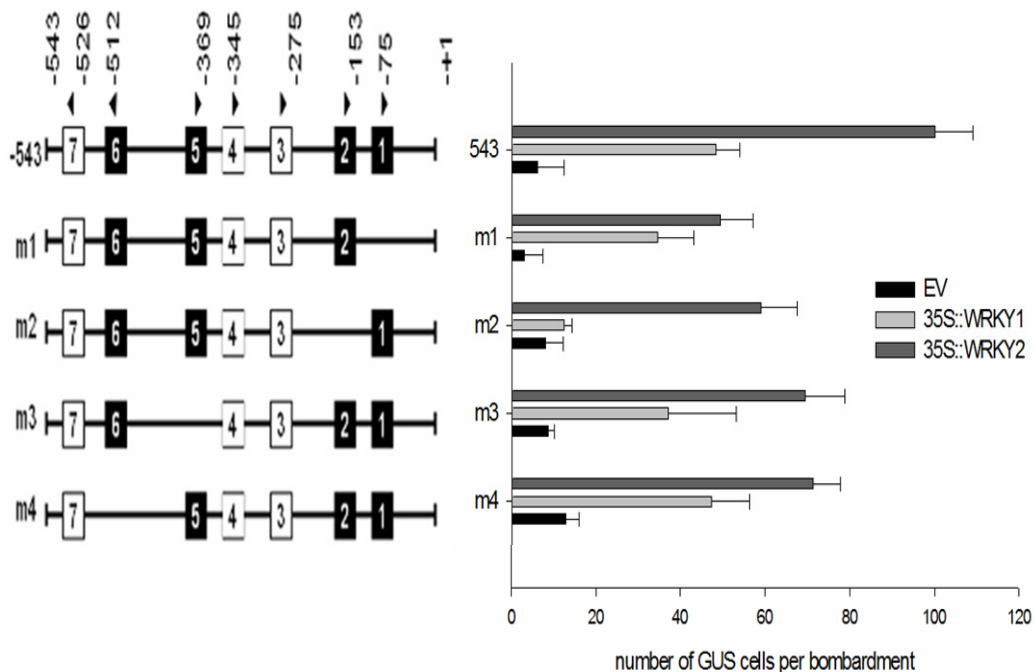 -543
-526
-512
-369
-345
-275
-153
-75
-+1
-543 7 6 5 4 3 2 1
m1 7 6 5 4 3 2
m2 7 6 5 4 3 1
m3 7 6 4 3 2 1
m4 7 5 4 3 2 1
543
m1
m2
m3
m4
EV
35S::WRKY1
35S::WRKY2
0 20 40 60 80 100 120
number of GUS cells per bombardment